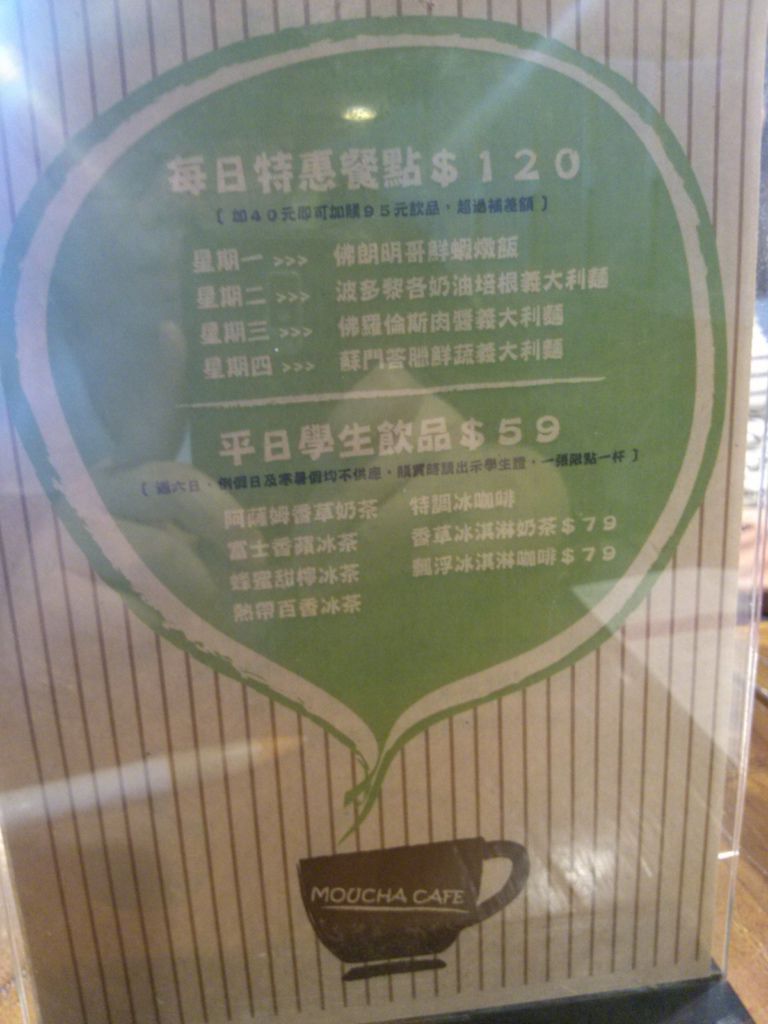 每日特惠餐點$120
[ 加40元即可加購95元飲品，超過補差額 ]
星期一 >>> 佛朗明哥鮮蝦燉飯
星期二 >>> 波多黎各奶油培根義大利麵
星期三 >>> 佛羅倫斯肉醬義大利麵
星期四 >>> 蘇門答臘鮮蔬義大利麵
平日學生飲品$59
[ 週六日、例假日及寒暑假均不供應，購買時請出示學生證，一張限點一杯 ]
阿薩姆香草奶茶 特調冰咖啡
富士香蘋冰茶 香草冰淇淋奶茶$79
蜂蜜甜檸冰茶 飄浮冰淇淋咖啡$79
熱帶百香冰茶
MOUCHA CAFE